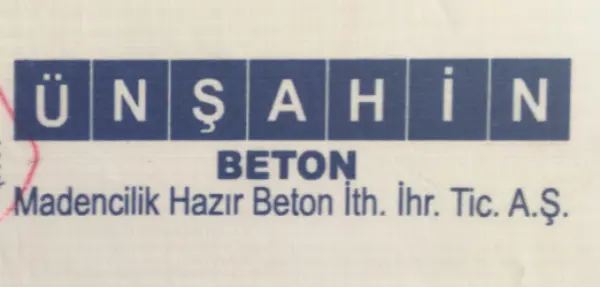 ÜNŞAHİN
BETON
Madencilik Hazır Beton İth. İhr. Tic. A.Ş.